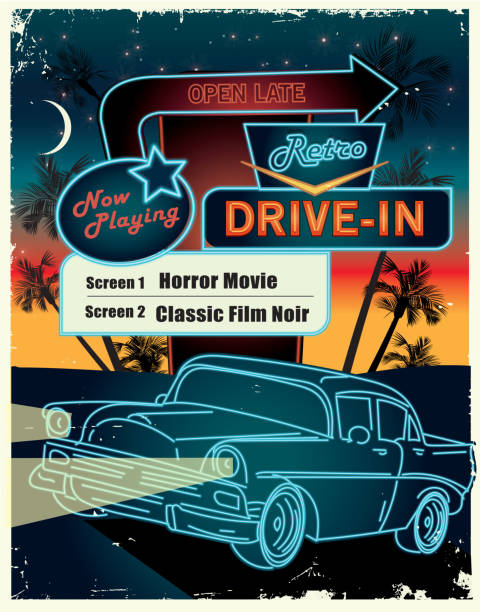 OPEN LATE
Retro
DRIVE-IN
Now
Playing
Screen 1 Horror Movie
Screen 2 Classic Film Noir